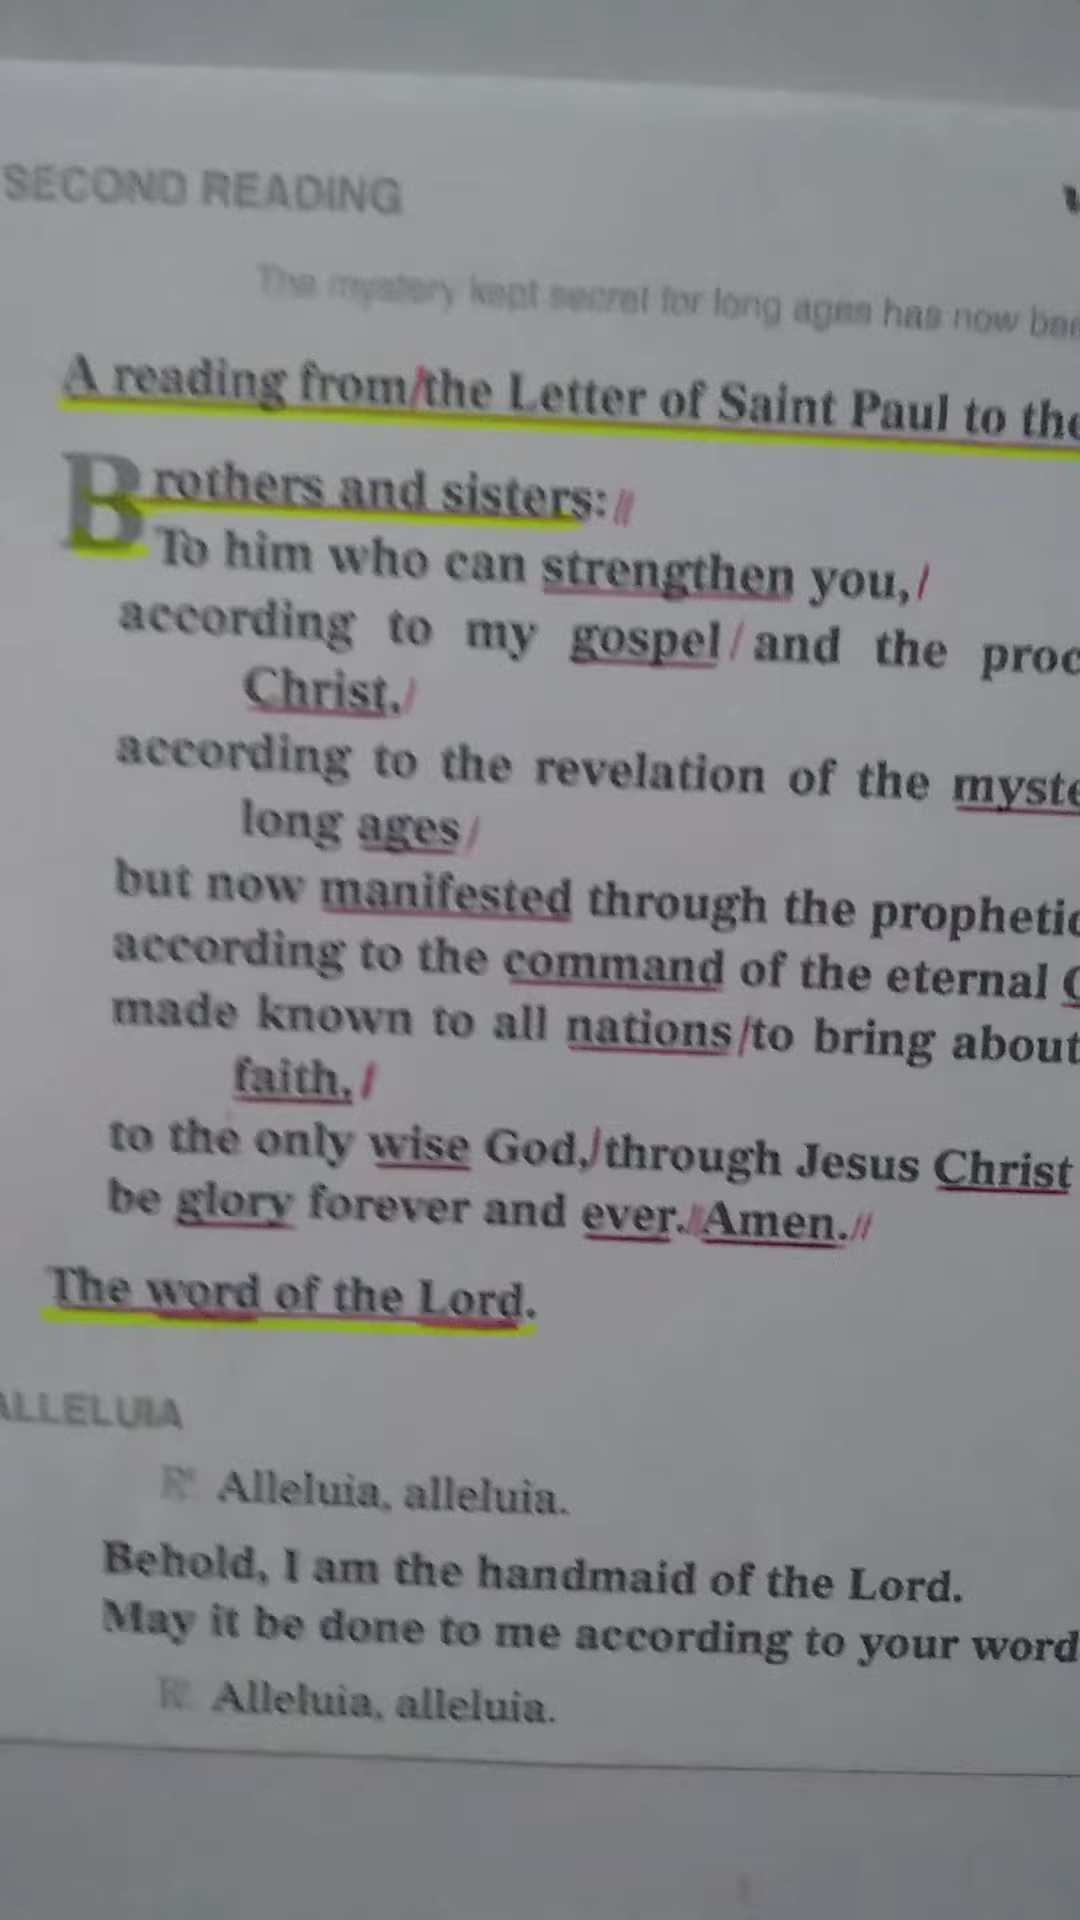 SECOND READING
The mystery kept secret for long ages has now
A reading from/the Letter of Saint Paul to the
Brothers and sisters://
To him who can strengthen you,/
according to my gospel/and the proc
Christ,/
according to the revelation of the myste
long ages/
but now manifested through the prophetic
according to the command of the eternal
made known to all nations/to bring about
faith,/
to the only wise God,/through Jesus Christ
be glory forever and ever.//Amen.//
The word of the Lord.
ALLELUIA
R. Alleluia, alleluia.
Behold, I am the handmaid of the Lord.
May it be done to me according to your word
R. Alleluia, alleluia.